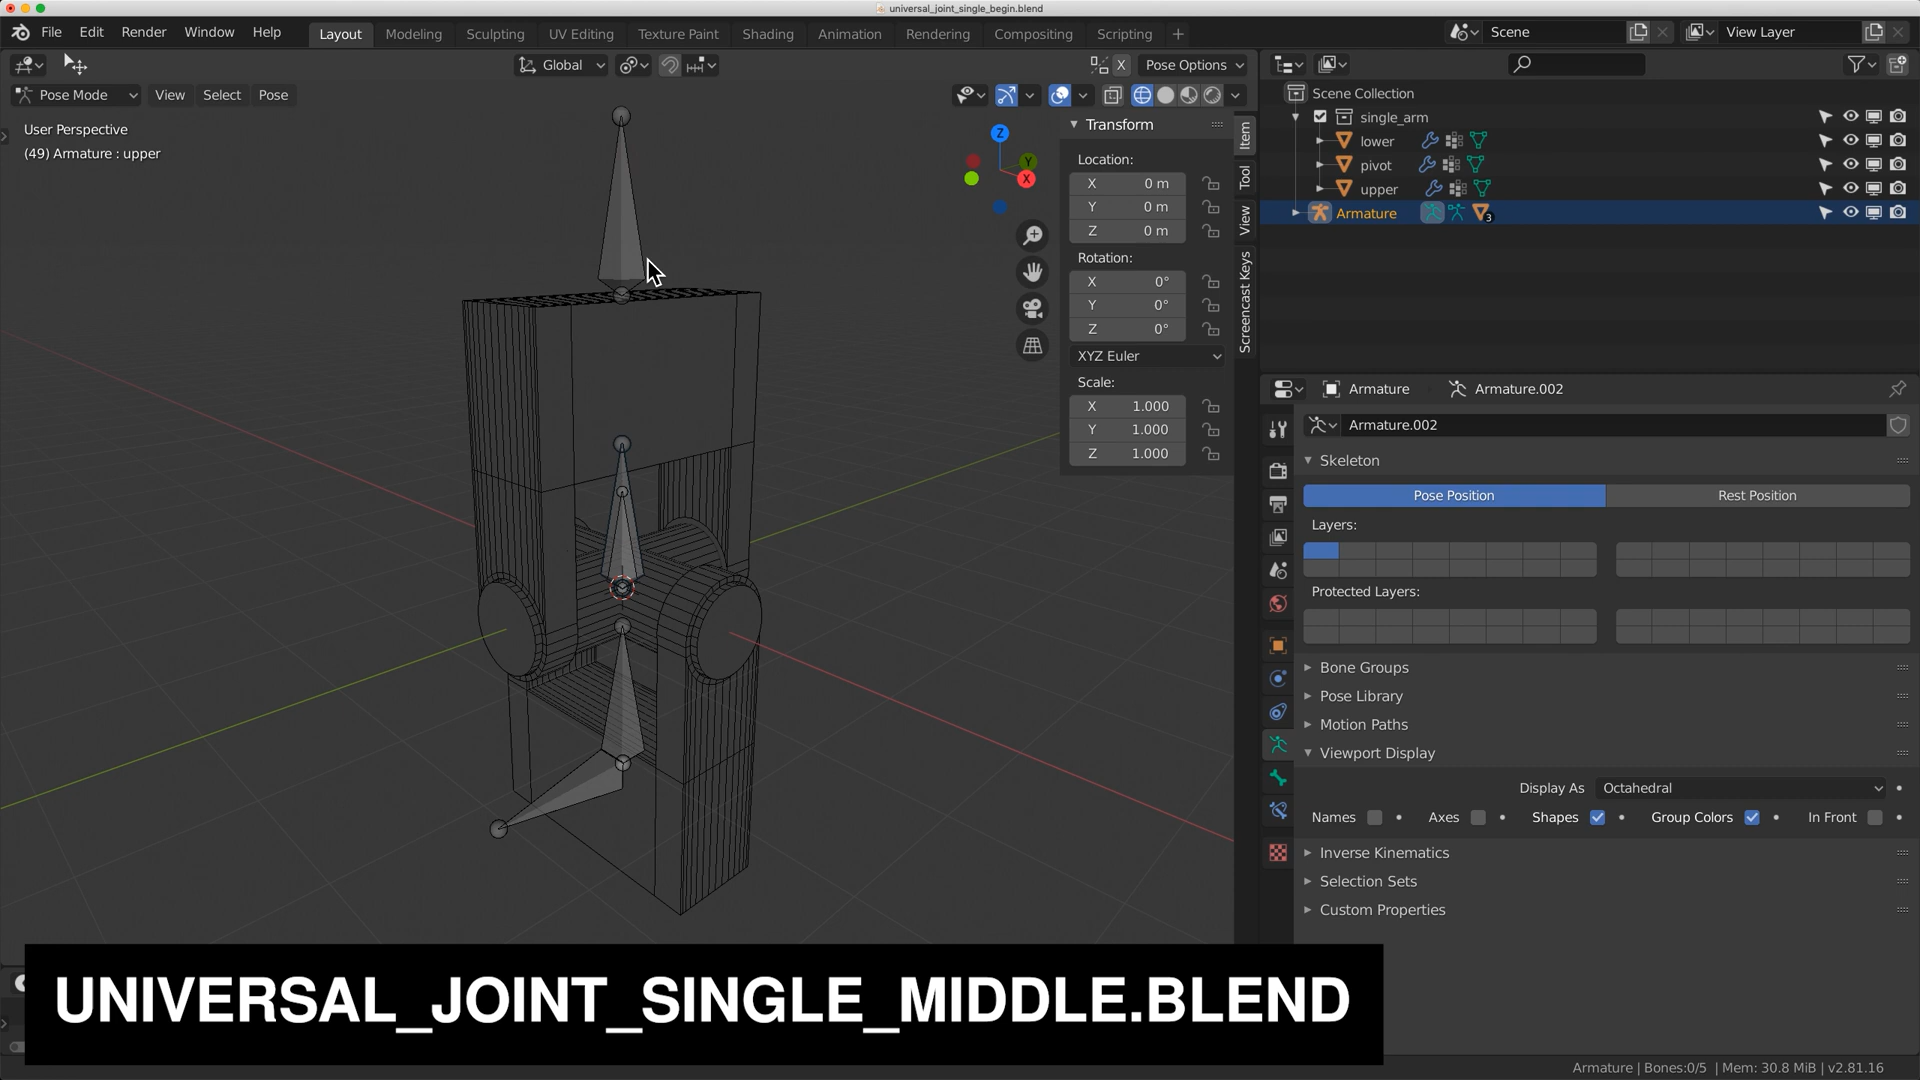 universal_joint_single_begin.blend
File Edit Render Window Help Layout Modeling Sculpting UV Editing Texture Paint Shading Animation Rendering Compositing Scripting + Scene View Layer
Global X Pose Options
Pose Mode View Select Pose
User Perspective
(49) Armature : upper
Z
Y
X
Transform
Location:
X 0 m
Y 0 m
Z 0 m
Rotation:
X 0°
Y 0°
Z 0°
XYZ Euler
Scale:
X 1.000
Y 1.000
Z 1.000
Item
Tool
View
Screencast Keys
Scene Collection
single_arm
lower
pivot
upper
Armature 3
Armature Armature.002
Armature.002
Skeleton
Pose Position Rest Position
Layers:
Protected Layers:
Bone Groups
Pose Library
Motion Paths
Viewport Display
Display As Octahedral
Names Axes Shapes Group Colors In Front
Inverse Kinematics
Selection Sets
Custom Properties
UNIVERSAL_JOINT_SINGLE_MIDDLE.BLEND
Armature | Bones:0/5 | Mem: 30.8 MiB | v2.81.16